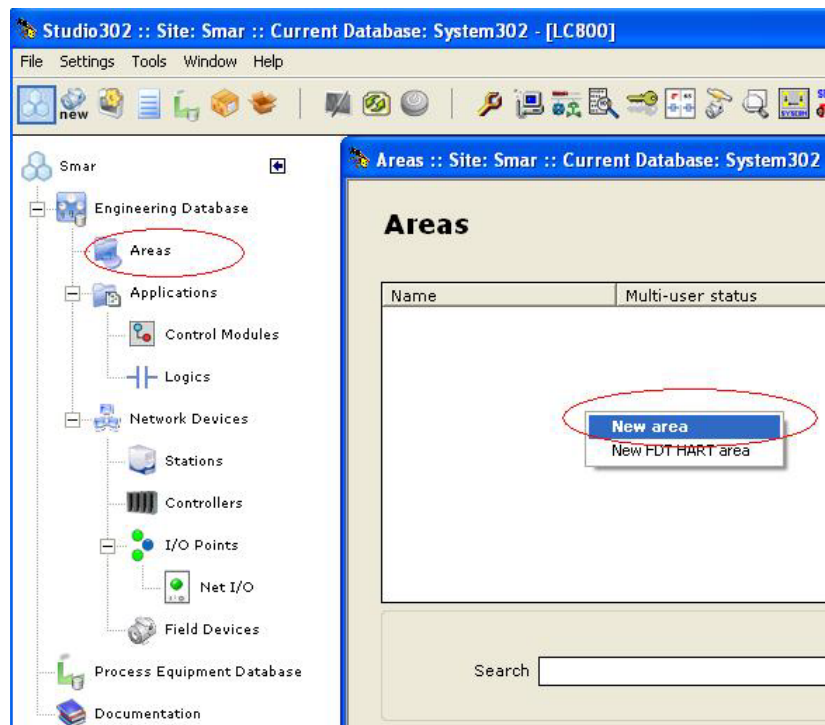 Studio302 :: Site: Smar :: Current Database: System302 - [LC800]
File Settings Tools Window Help
new
SYSTEM
Smar
Engineering Database
Areas
Applications
Control Modules
Logics
Network Devices
Stations
Controllers
I/O Points
Net I/O
Field Devices
Process Equipment Database
Documentation
Areas :: Site: Smar :: Current Database: System302
Areas
Name Multi-user status
New area
New FDT HART area
Search